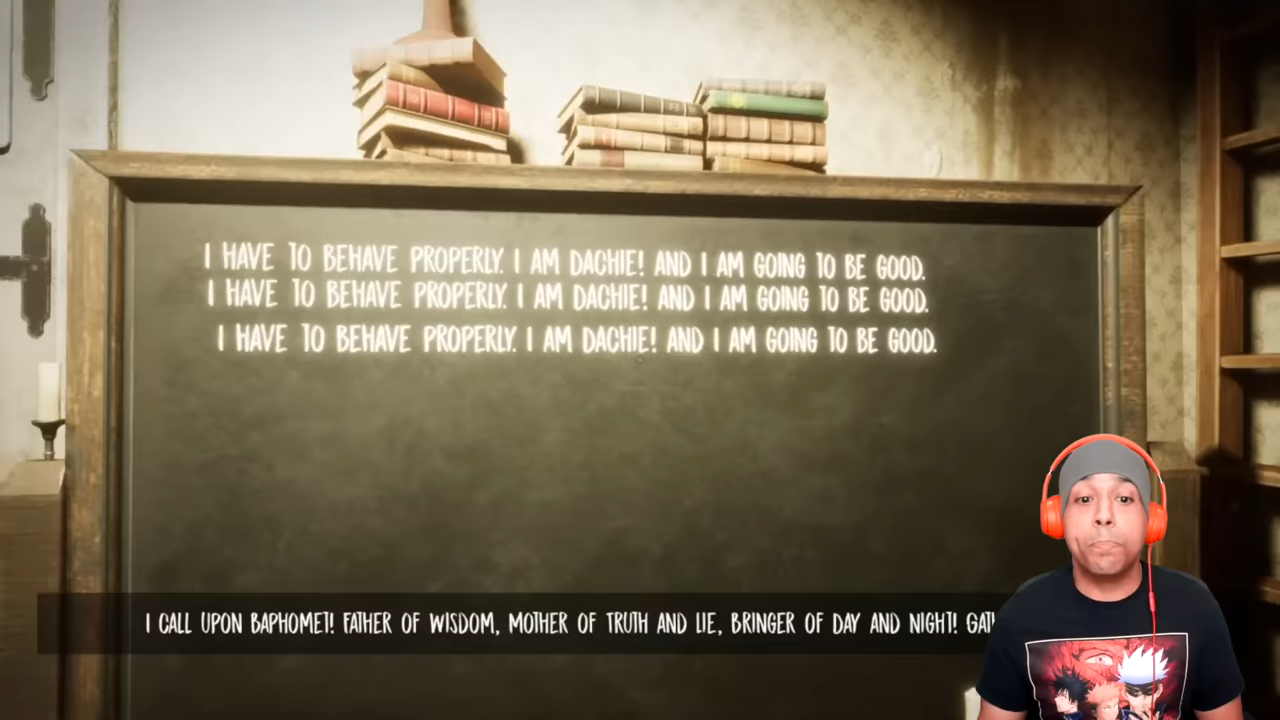 I HAVE TO BEHAVE PROPERLY. I AM DACHIE! AND I AM GOING TO BE GOOD.
I HAVE TO BEHAVE PROPERLY. I AM DACHIE! AND I AM GOING TO BE GOOD.
I HAVE TO BEHAVE PROPERLY. I AM DACHIE! AND I AM GOING TO BE GOOD.
I CALL UPON BAPHOMET! FATHER OF WISDOM, MOTHER OF TRUTH AND LIE, BRINGER OF DAY AND NIGHT!